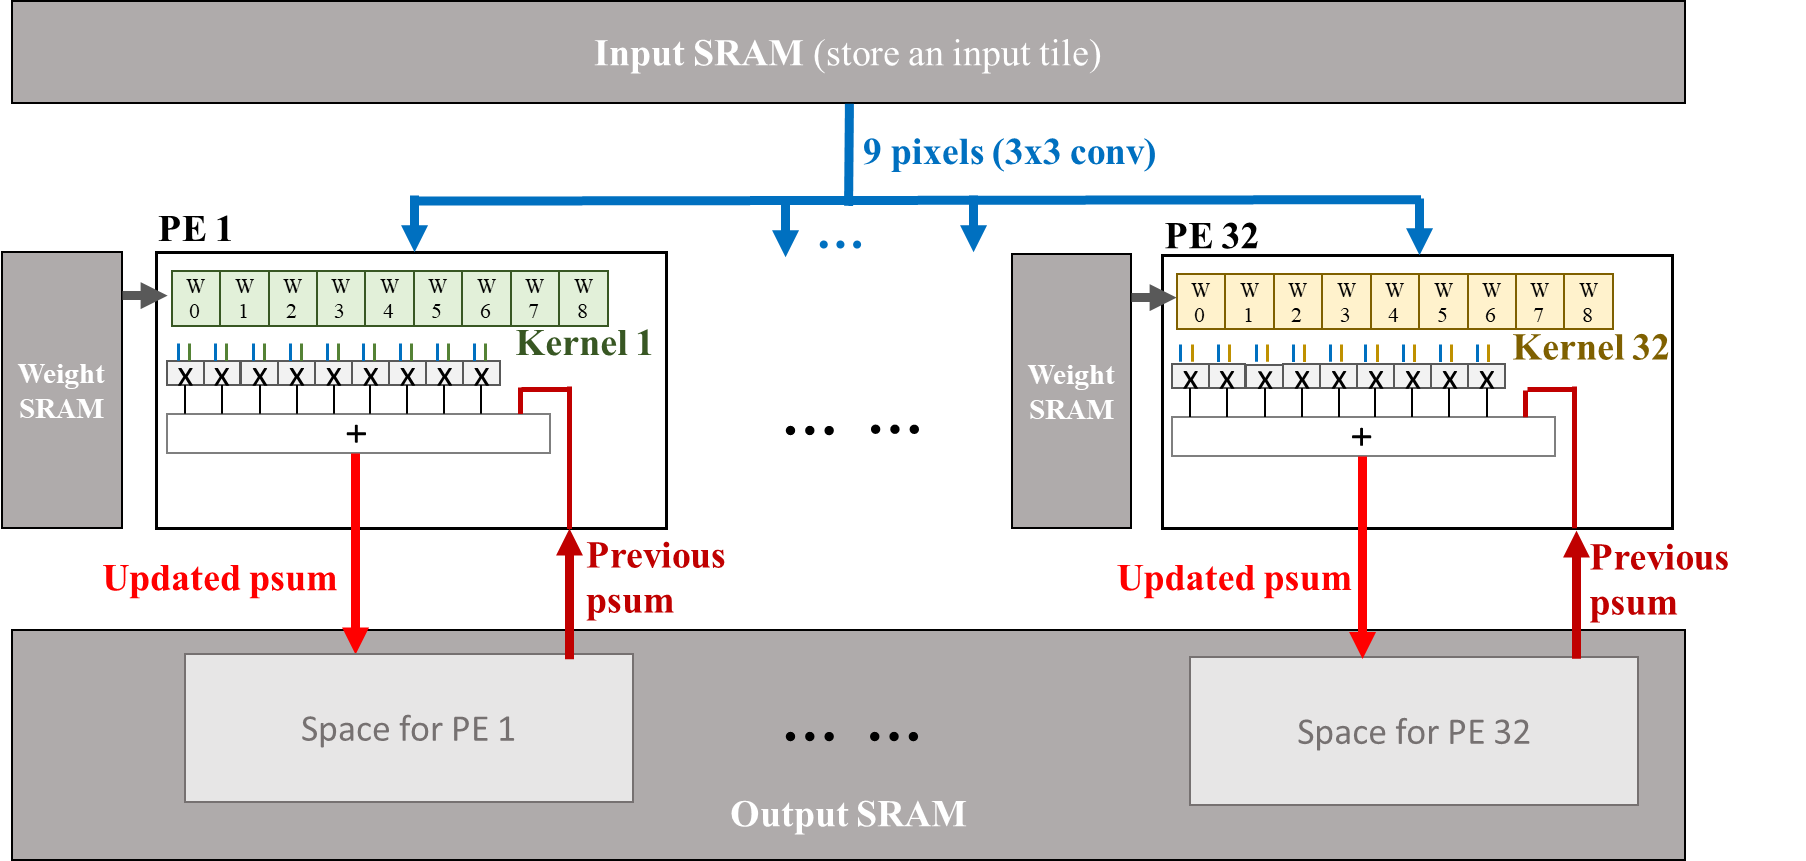 Input SRAM (store an input tile)
9 pixels (3x3 conv)
PE 1
PE 32
...
Weight
SRAM
W W W W W W W W W
0 1 2 3 4 5 6 7 8
Kernel 1
X X X X X X X X X
+
... ...
Weight
SRAM
W W W W W W W W W
0 1 2 3 4 5 6 7 8
Kernel 32
X X X X X X X X X
+
Updated psum
Previous
psum
Updated psum
Previous
psum
Space for PE 1
... ...
Space for PE 32
Output SRAM